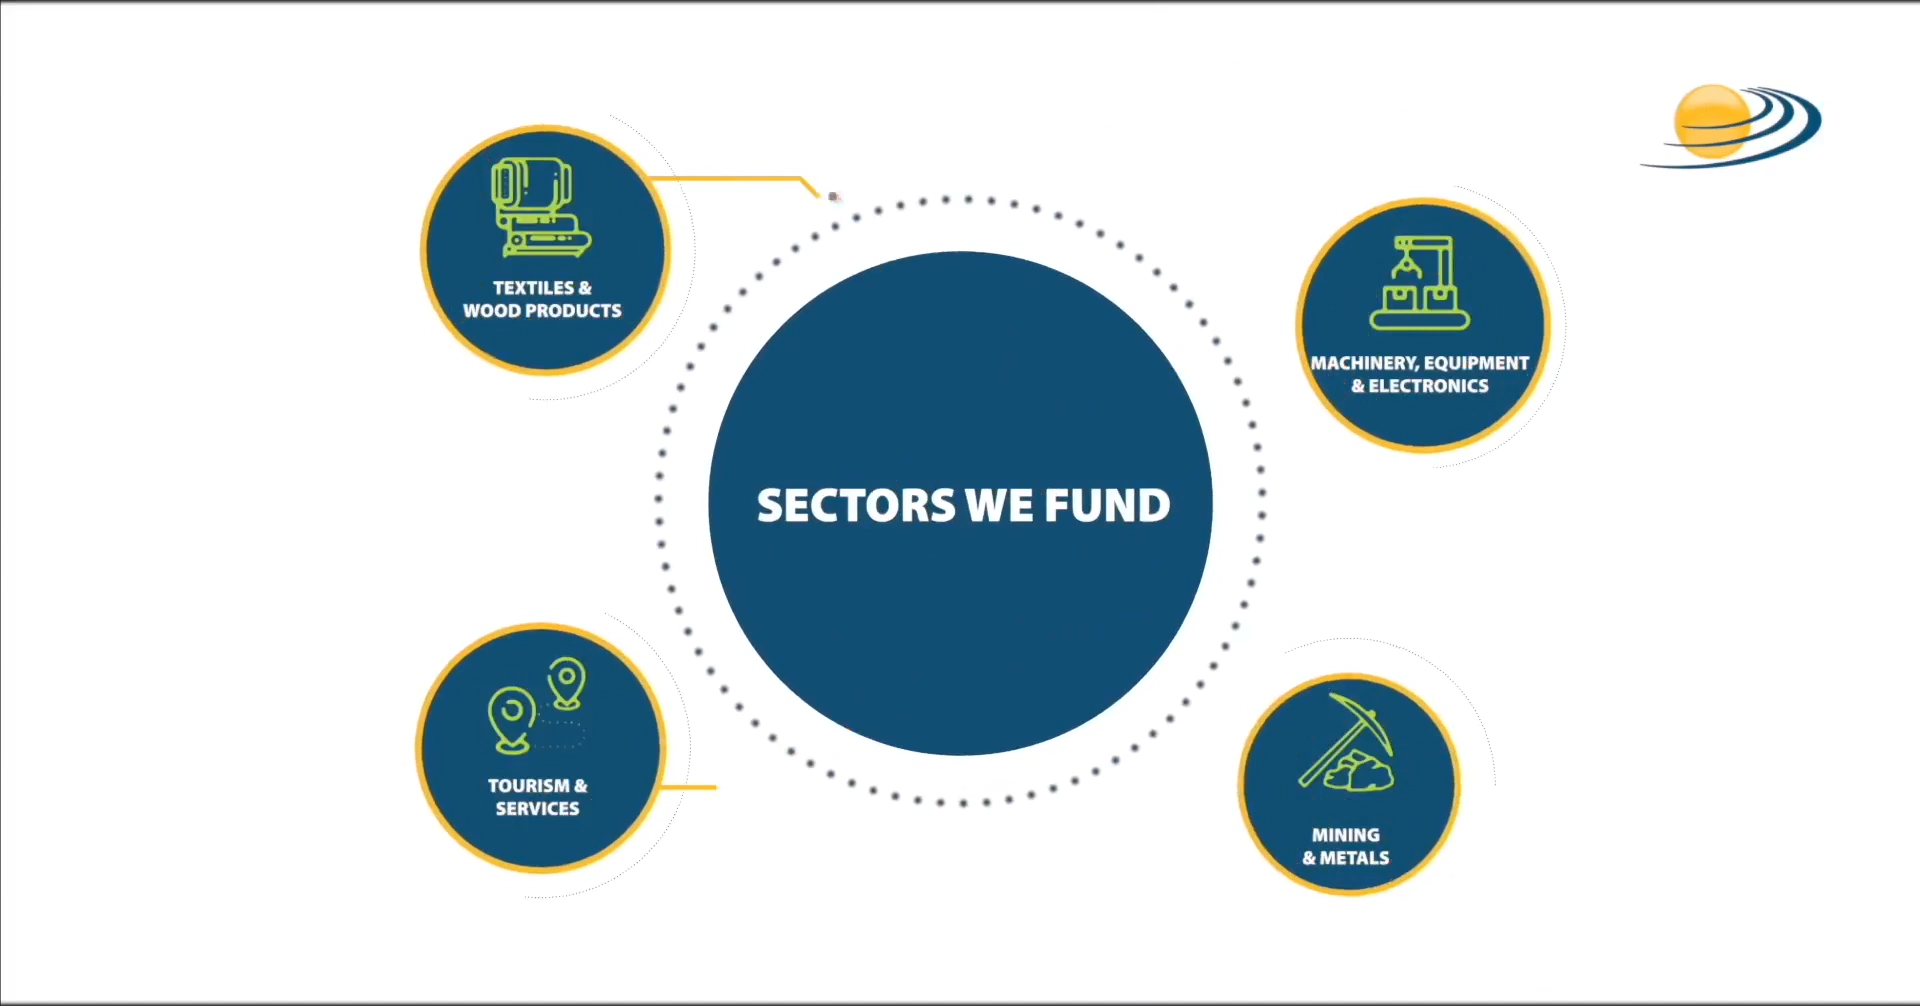 TEXTILES &
WOOD PRODUCTS
MACHINERY, EQUIPMENT
& ELECTRONICS
SECTORS WE FUND
TOURISM &
SERVICES
MINING
& METALS